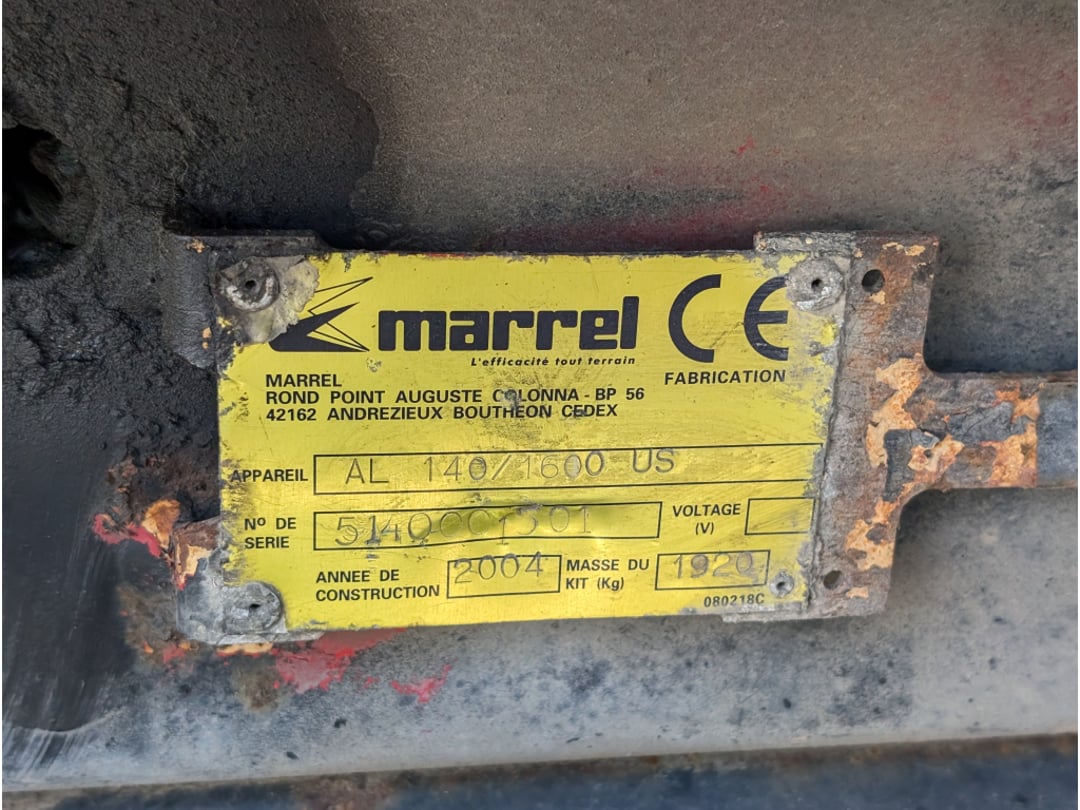 marrel CE
L'efficacité tout terrain
FABRICATION
MARREL
ROND POINT AUGUSTE COLONNA - BP 56
42162 ANDREZIEUX BOUTHEON CEDEX
APPAREIL AL 140/1600 US
Nº DE SERIE
VOLTAGE (V)
ANNEE DE CONSTRUCTION 2004
MASSE DU KIT (Kg) 1920
080218C